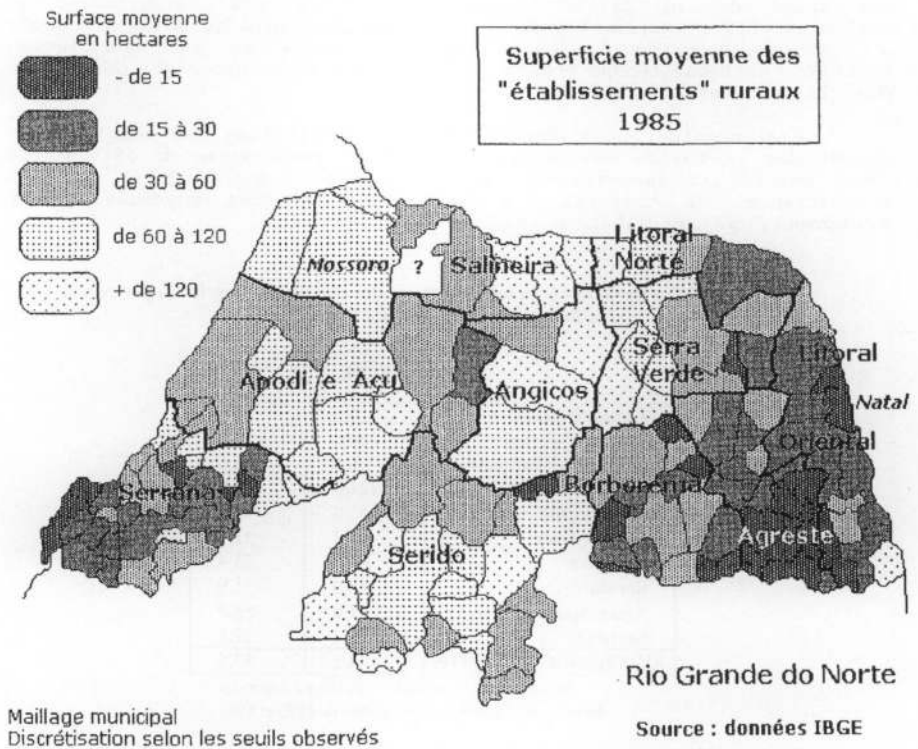 Surface moyenne
en hectares
- de 15
de 15 à 30
de 30 à 60
de 60 à 120
+ de 120
Superficie moyenne des
"établissements" ruraux
1985
Mossoro
?
Salineira
Litoral
Norte
Apodi e Açu
Angicos
Serra
Verde
Litoral
Natal
Oriental
Serrana
Borborema
Agreste
Serido
Rio Grande do Norte
Maillage municipal
Discrétisation selon les seuils observés
Source : données IBGE